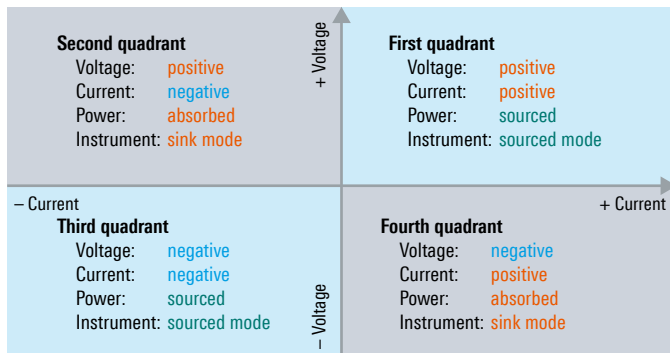 Second quadrant
Voltage: positive
Current: negative
Power: absorbed
Instrument: sink mode
+ Voltage
First quadrant
Voltage: positive
Current: positive
Power: sourced
Instrument: sourced mode
– Current
+ Current
Third quadrant
Voltage: negative
Current: negative
Power: sourced
Instrument: sourced mode
– Voltage
Fourth quadrant
Voltage: negative
Current: positive
Power: absorbed
Instrument: sink mode